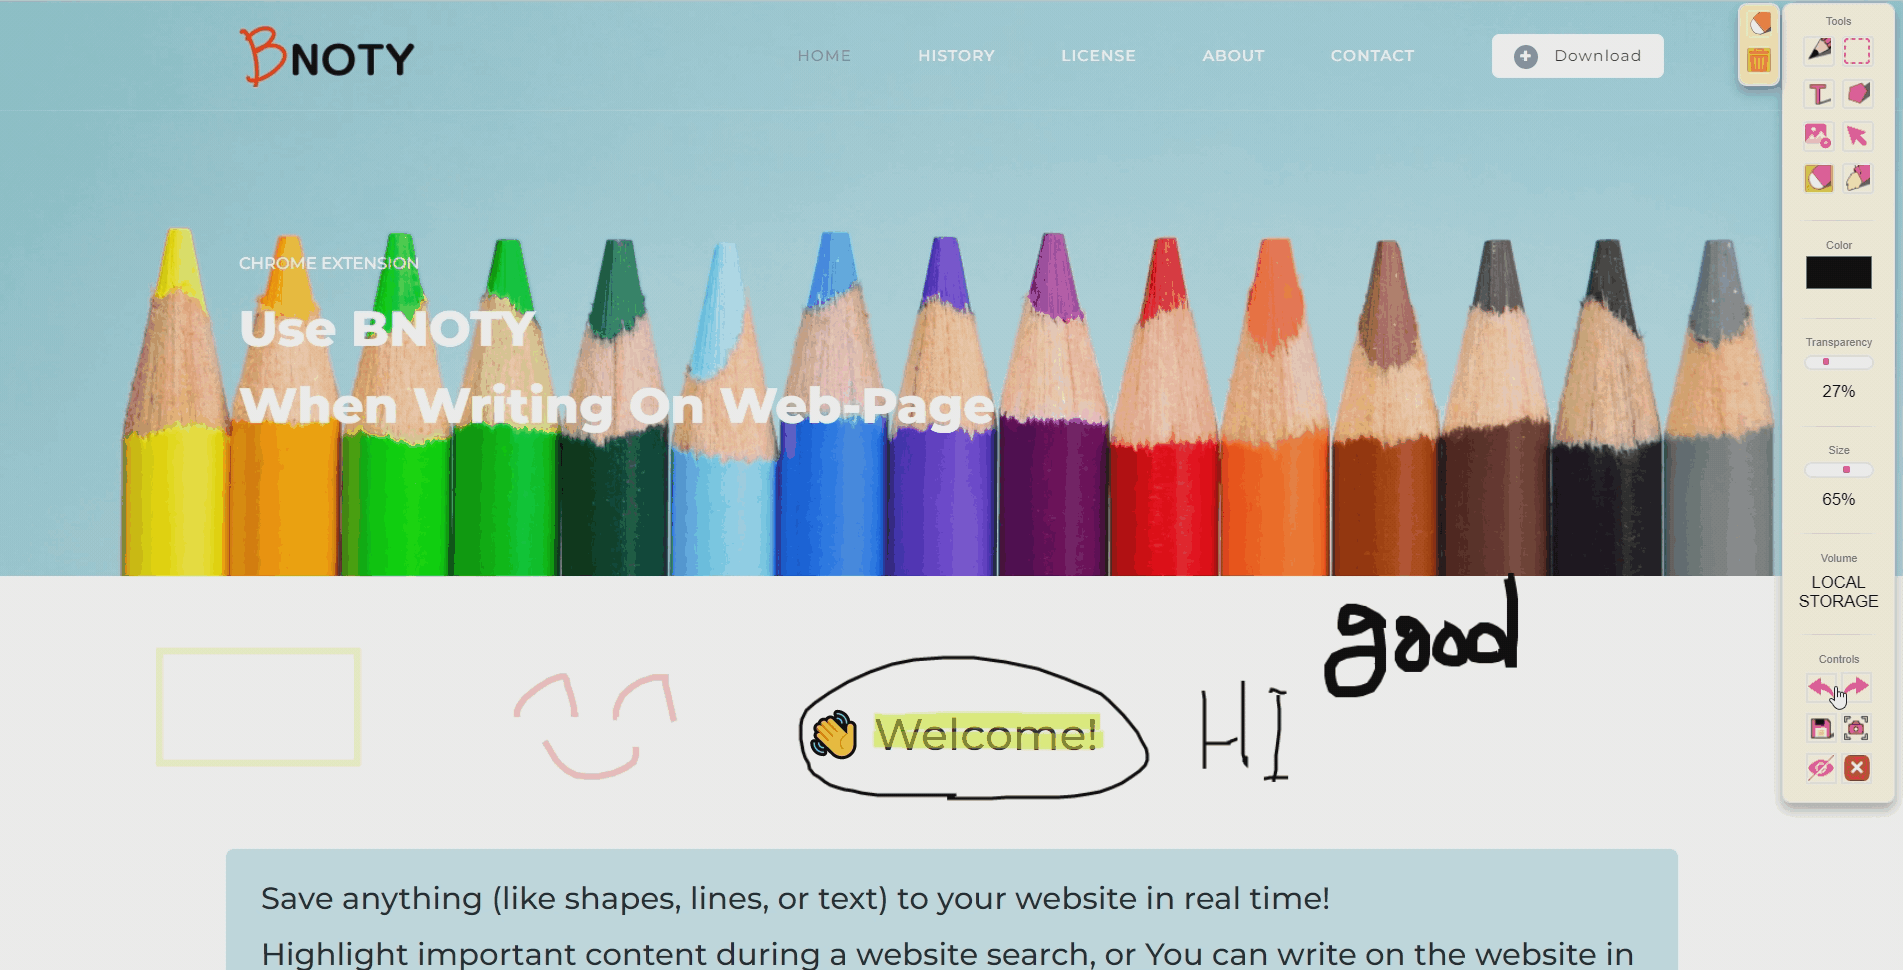 BNOTY
HOME HISTORY LICENSE ABOUT CONTACT Download
CHROME EXTENSION
Use BNOTY
When Writing On Web-Page
good
👋 Welcome!
HI
Save anything (like shapes, lines, or text) to your website in real time!
Highlight important content during a website search, or You can write on the website in
Tools
T
Color
Transparency
27%
Size
65%
Volume
LOCAL
STORAGE
Controls